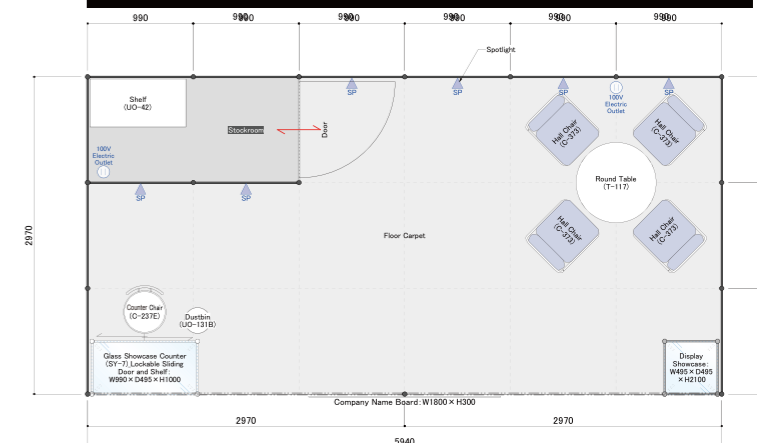 990
990
990
990
990
990
Spotlight
SP
SP
SP
SP
Shelf
(UO-42)
Stockroom
Door
100V
Electric
Outlet
100V
Electric
Outlet
Hall Chair
(C-373)
Hall Chair
(C-373)
SP
SP
Round Table
(T-117)
2970
Floor Carpet
Hall Chair
(C-373)
Hall Chair
(C-373)
Counter Chair
(C-237E)
Dustbin
(UO-131B)
Glass Showcase Counter
(SY-7) Lockable Sliding
Door and Shelf:
W990×D495×H1000
Display
Showcase:
W495×D495
×H2100
Company Name Board: W1800×H300
2970
2970
5940